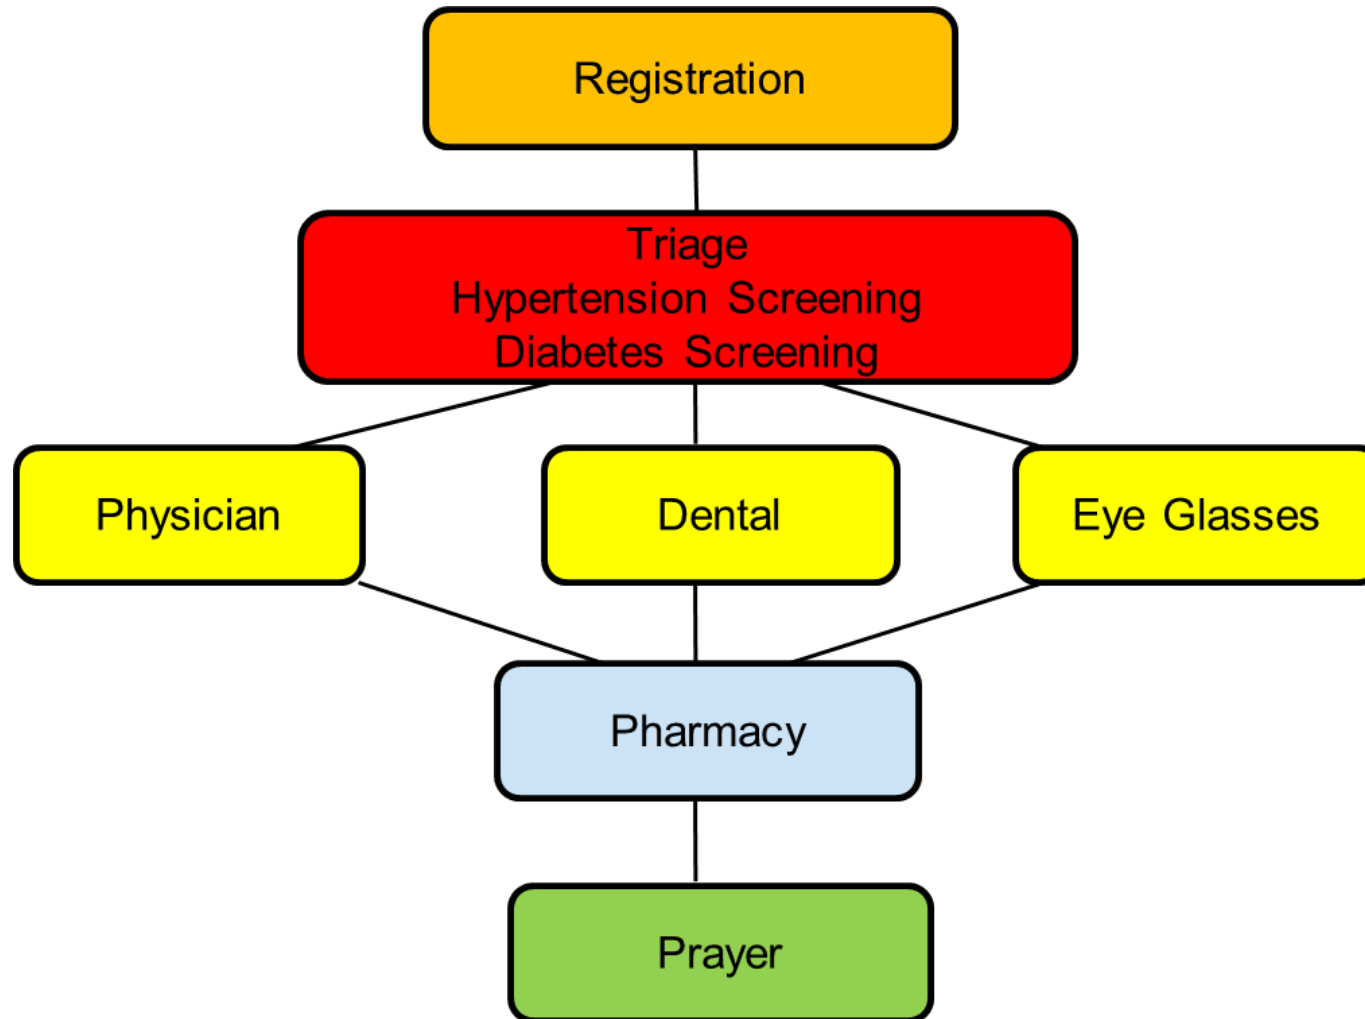 Registration
Triage
Hypertension Screening
Diabetes Screening
Physician
Dental
Eye Glasses
Pharmacy
Prayer